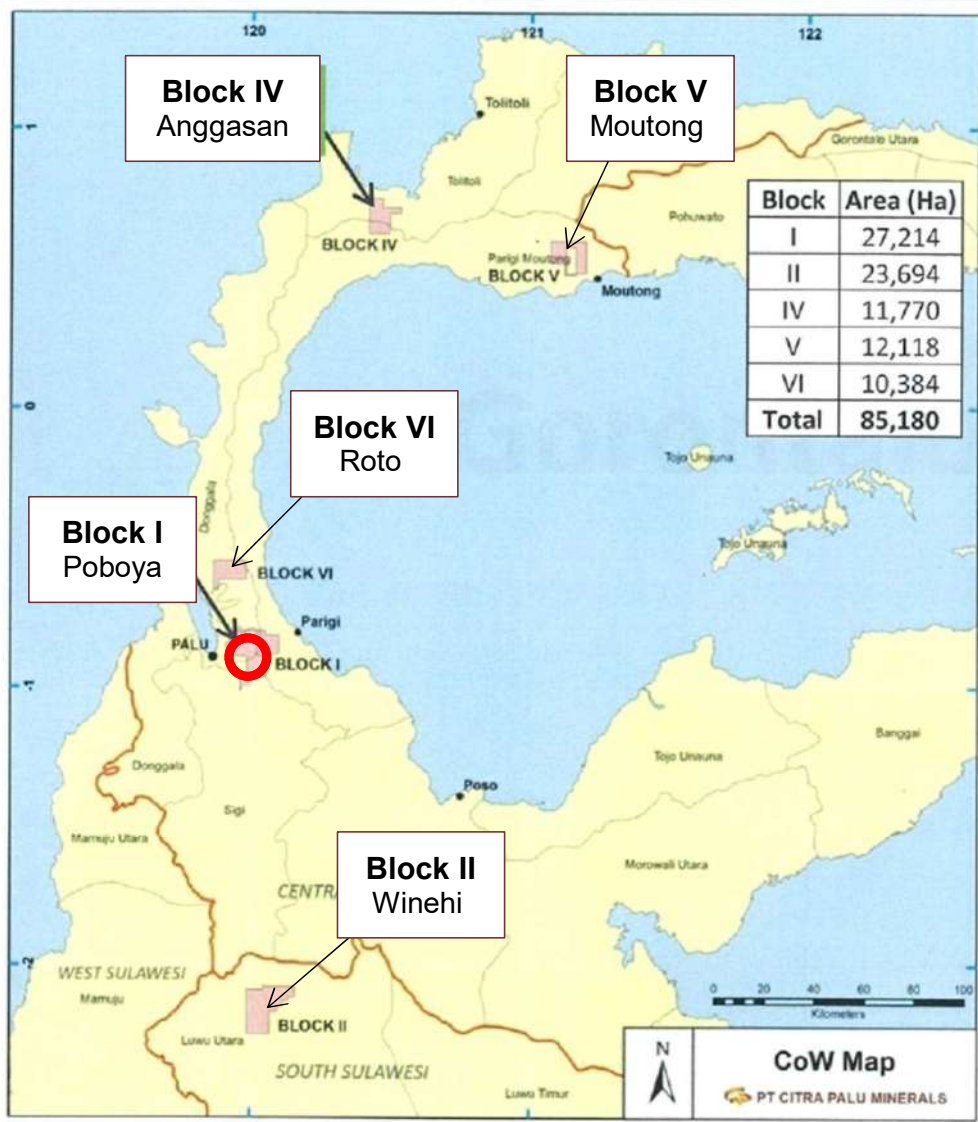 120
121
122
Block IV
Anggasan
Block V
Moutong
Tolitoli
Gorontalo Utara
1
Tolitoli
Pohuwato
Block Area (Ha)
I 27,214
II 23,694
IV 11,770
V 12,118
VI 10,384
Total 85,180
BLOCK IV
Parigi Moutong
BLOCK V
Moutong
0
Block VI
Roto
Tojo Unauna
Donggala
Block I
Poboya
Tojo Unauna
BLOCK VI
Parigi
PALU
BLOCK I
-1
Banggai
Tojo Unauna
Donggala
Poso
Sigi
Mamuju Utara
Block II
Winehi
Morowali Utara
CENTRA
-2
WEST SULAWESI
Mamuju
0 20 40 60 80 100
Kilometers
BLOCK II
Luwu Utara
SOUTH SULAWESI
Luwu Timur
N
CoW Map
PT CITRA PALU MINERALS